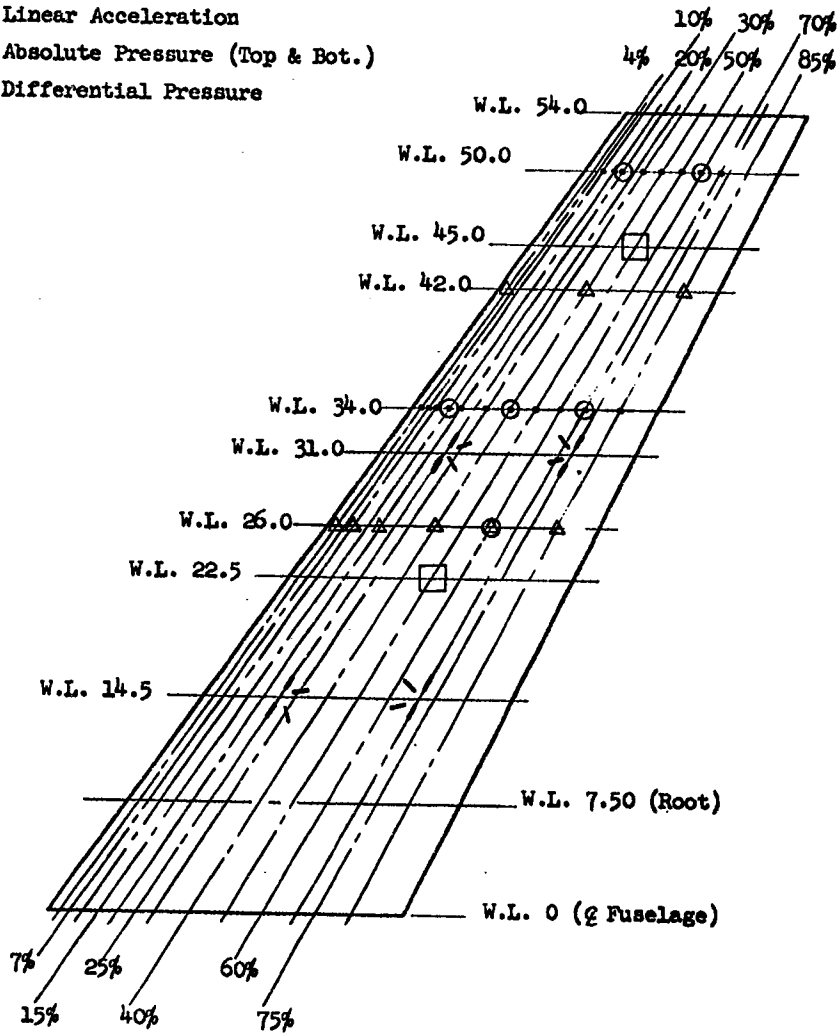 Linear Acceleration
Absolute Pressure (Top & Bot.)
Differential Pressure
10% 30% 70%
4% 20% 50% 85%
W.L. 54.0
W.L. 50.0
W.L. 45.0
W.L. 42.0
W.L. 34.0
W.L. 31.0
W.L. 26.0
W.L. 22.5
W.L. 14.5
W.L. 7.50 (Root)
W.L. 0 (℄ Fuselage)
7% 25% 60%
15% 40% 75%